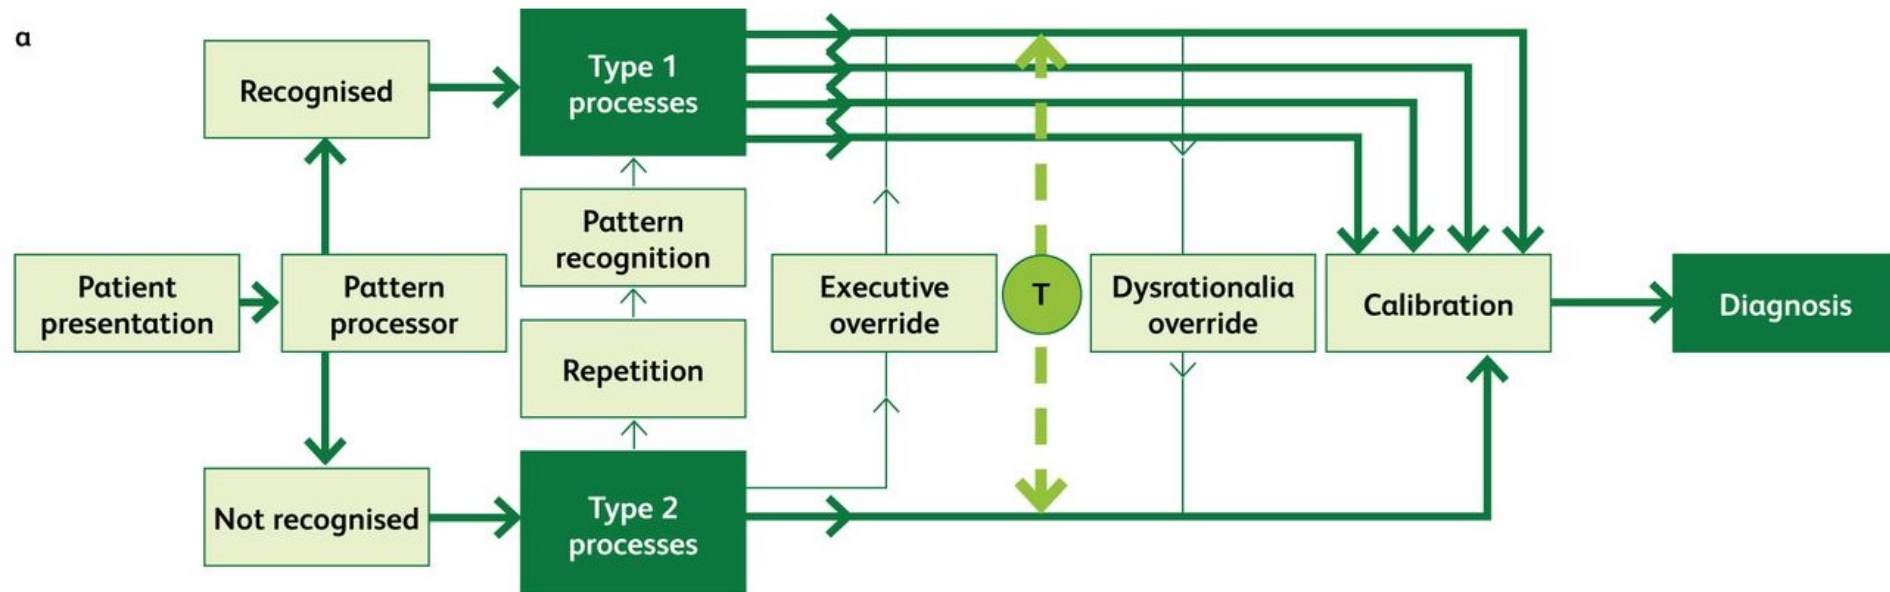 a
Recognised
Type 1
processes
Pattern
recognition
Patient
presentation
Pattern
processor
Executive
override
T
Dysrationalia
override
Calibration
Diagnosis
Repetition
Not recognised
Type 2
processes